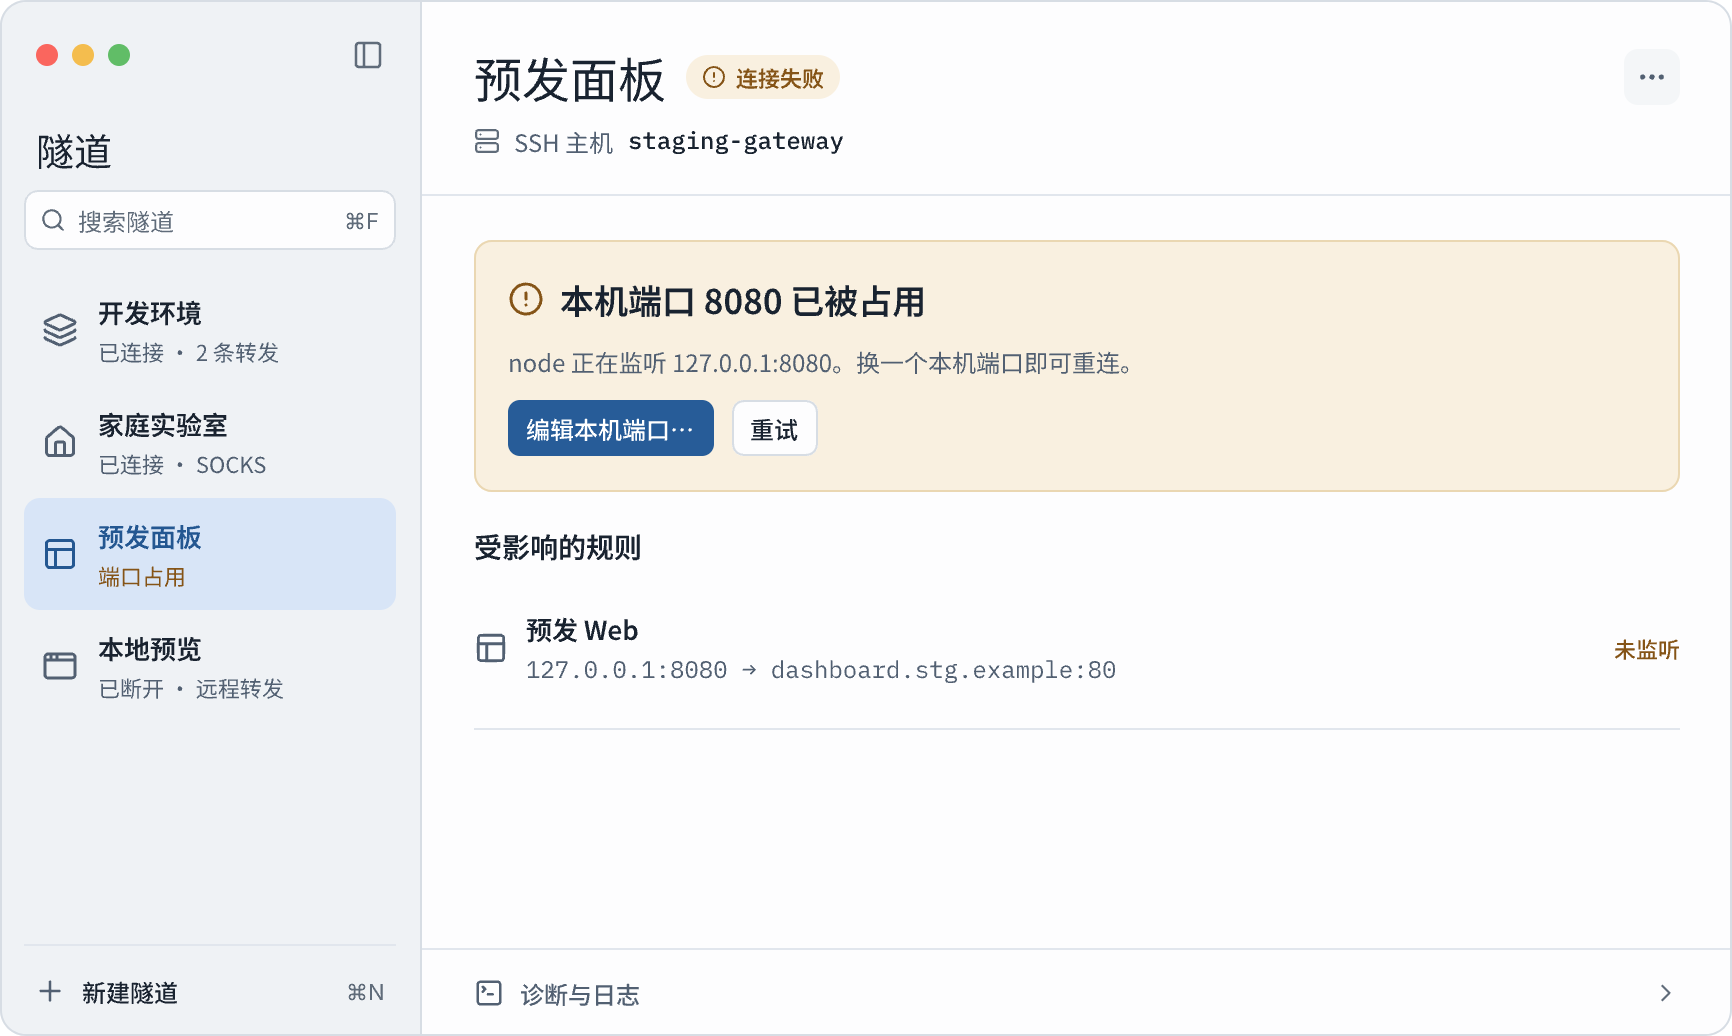 隧道
搜索隧道 ⌘F
开发环境
已连接 · 2 条转发
家庭实验室
已连接 · SOCKS
预发面板
端口占用
本地预览
已断开 · 远程转发
新建隧道 ⌘N
预发面板 连接失败
SSH 主机 staging-gateway
本机端口 8080 已被占用
node 正在监听 127.0.0.1:8080。换一个本机端口即可重连。
编辑本机端口… 重试
受影响的规则
预发 Web
127.0.0.1:8080 → dashboard.stg.example:80
未监听
诊断与日志